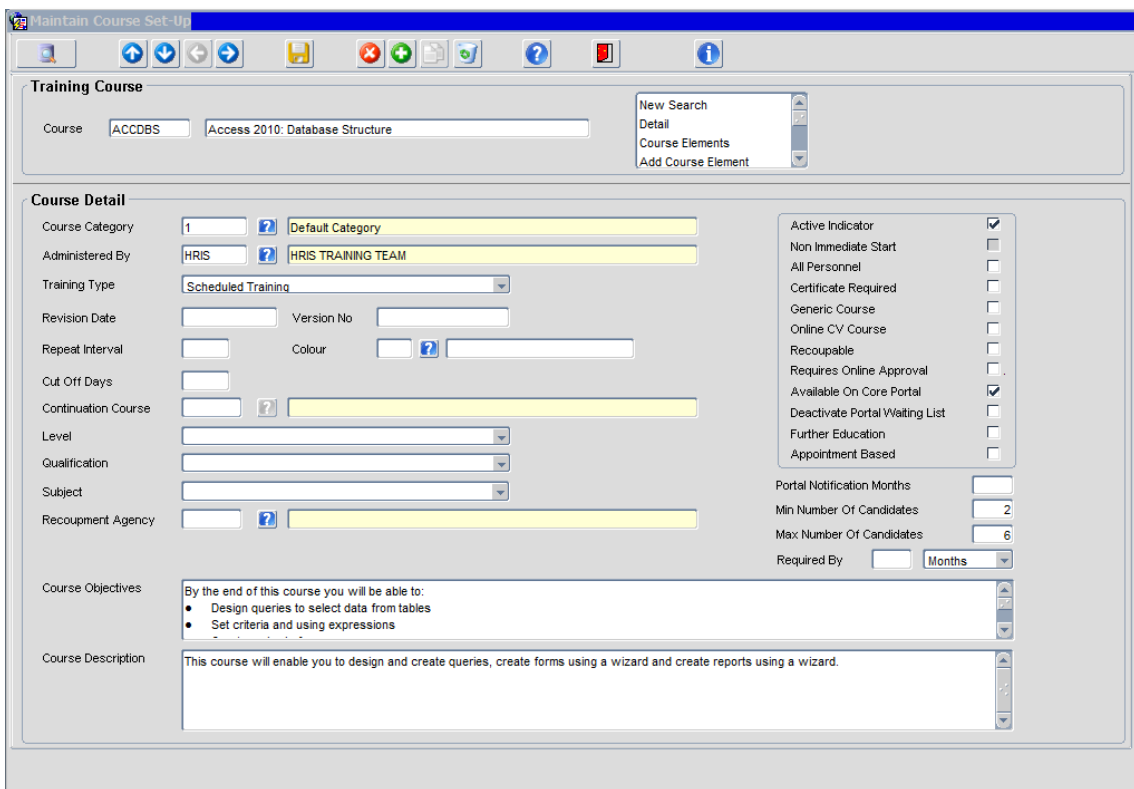 Maintain Course Set-Up
Training Course
Course ACCDBS Access 2010: Database Structure
New Search
Detail
Course Elements
Add Course Element
Course Detail
Course Category 1 Default Category
Administered By HRIS HRIS TRAINING TEAM
Training Type Scheduled Training
Revision Date Version No
Repeat Interval Colour
Cut Off Days
Continuation Course
Level
Qualification
Subject
Recoupment Agency
Active Indicator
Non Immediate Start
All Personnel
Certificate Required
Generic Course
Online CV Course
Recoupable
Requires Online Approval .
Available On Core Portal
Deactivate Portal Waiting List
Further Education
Appointment Based
Portal Notification Months
Min Number Of Candidates 2
Max Number Of Candidates 6
Required By Months
Course Objectives
By the end of this course you will be able to:
● Design queries to select data from tables
● Set criteria and using expressions
Course Description
This course will enable you to design and create queries, create forms using a wizard and create reports using a wizard.